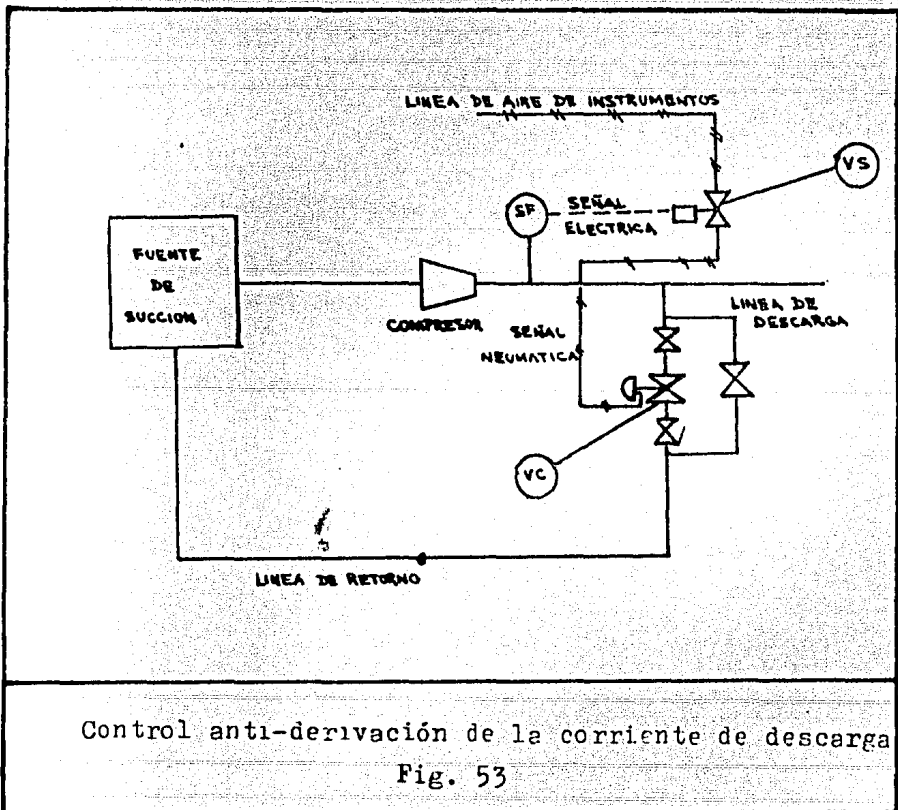 LINEA DE AIRE DE INSTRUMENTOS
VS
SF
SEÑAL
ELECTRICA
FUENTE
DE
SUCCION
COMPRESOR
SEÑAL
NEUMATICA
LINEA DE
DESCARGA
VC
LINEA DE RETORNO
Control anti-derivación de la corriente de descarga
Fig. 53